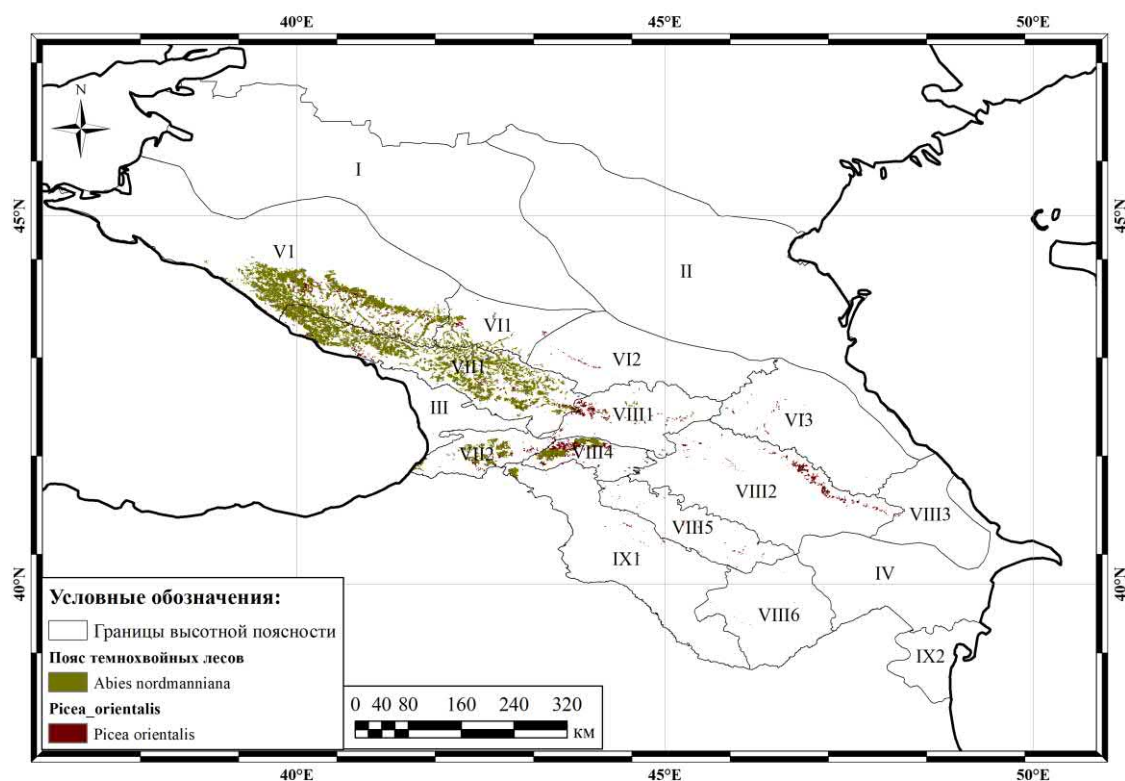 40°E 45°E 50°E
N
I
45°N 45°N
V1
II
VI1
VI2
VII1
III
VIII1
VI3
VII2
VIII4
VIII2
VIII3
VIII5
IX1
IV
40°N 40°N
VIII6
IX2
Условные обозначения:
Границы высотной поясности
Пояс темнохвойных лесов
Abies nordmanniana
Picea_orientalis
Picea orientalis
0 40 80 160 240 320
КМ
40°E 45°E 50°E